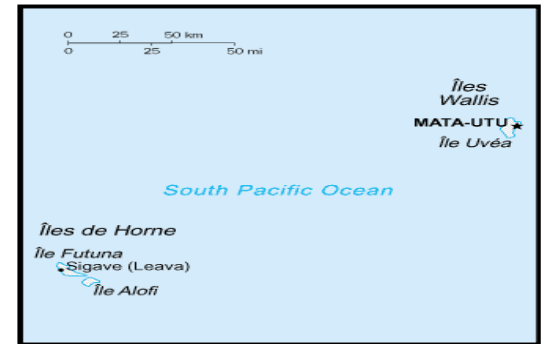 0 25 50 km
0 25 50 mi
Îles
Wallis
MATA-UTU
Île Uvéa
South Pacific Ocean
Îles de Horne
Île Futuna
Sigave (Leava)
Île Alofi